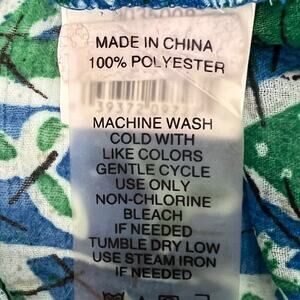 MADE IN CHINA
100% POLYESTER
MACHINE WASH
COLD WITH
LIKE COLORS
GENTLE CYCLE
USE ONLY
NON-CHLORINE
BLEACH
IF NEEDED
TUMBLE DRY LOW
USE STEAM IRON
IF NEEDED